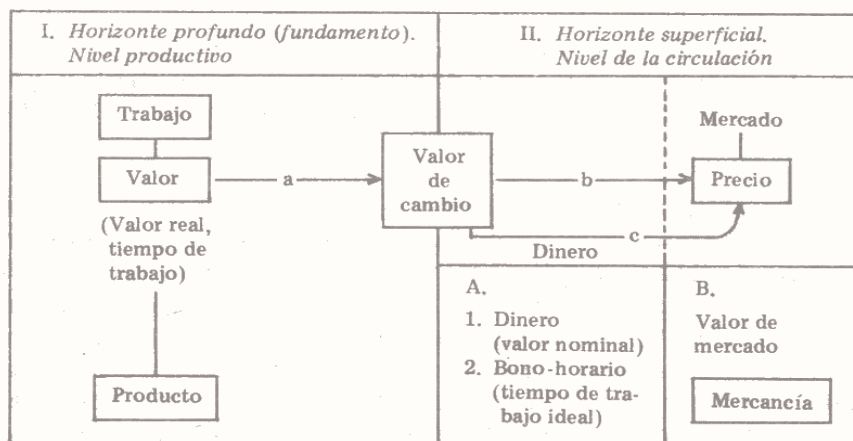 I. Horizonte profundo (fundamento).
Nivel productivo
II. Horizonte superficial.
Nivel de la circulación
Trabajo
Valor
(Valor real,
tiempo de
trabajo)
Producto
a
Valor
de
cambio
b
c
Dinero
Mercado
Precio
A.
1. Dinero
(valor nominal)
2. Bono-horario
(tiempo de tra-
bajo ideal)
B.
Valor de
mercado
Mercancía